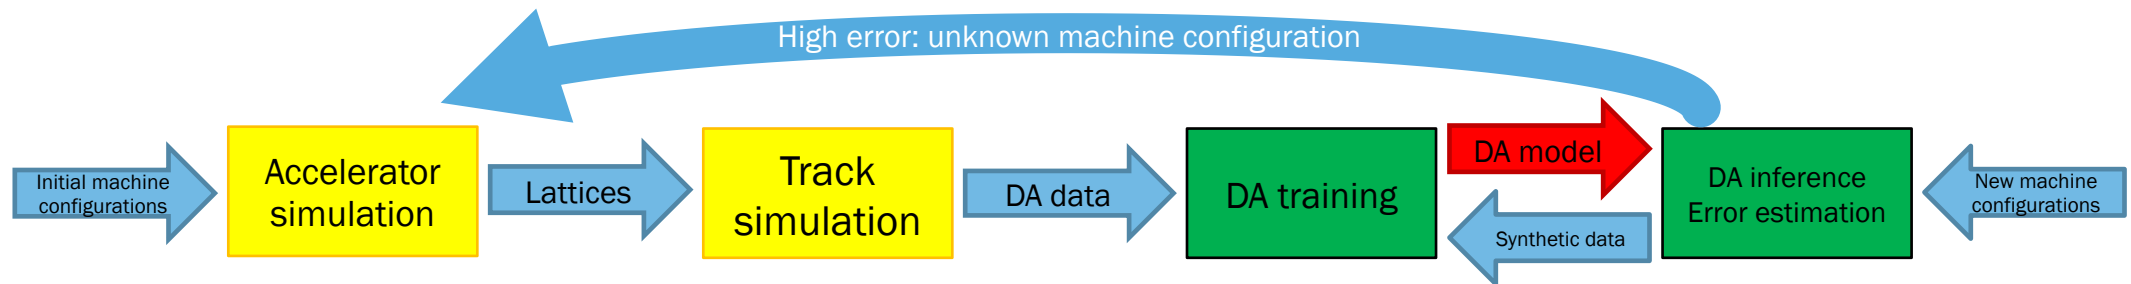 High error: unknown machine configuration
Initial machine
configurations
Accelerator
simulation
Lattices
Track
simulation
DA data
DA training
DA model
Synthetic data
DA inference
Error estimation
New machine
configurations